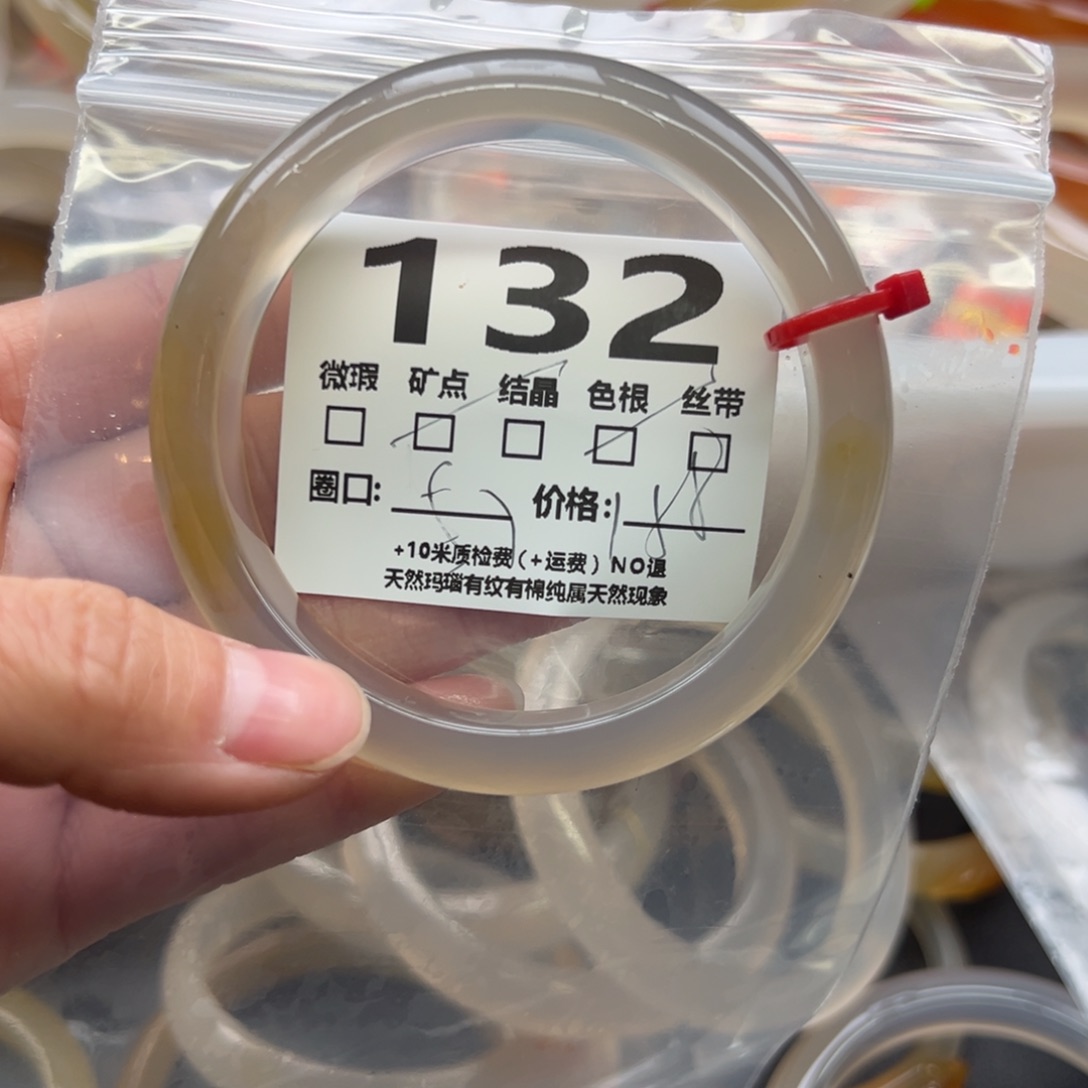 132
微瑕 矿点 结晶 色根 丝带
圈口: 价格: 188
+10米质检费(+运费)NO退
天然玛瑙有纹有棉纯属天然现象